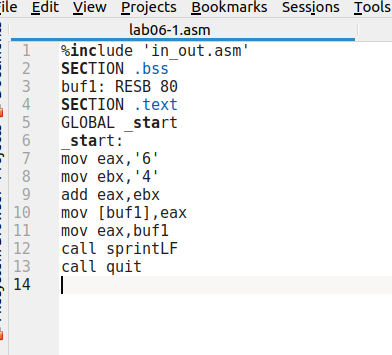 ile Edit View Projects Bookmarks Sessions Tools
lab06-1.asm
1 %include 'in_out.asm'
2 SECTION .bss
3 buf1: RESB 80
4 SECTION .text
5 GLOBAL _start
6 _start:
7 mov eax,'6'
8 mov ebx,'4'
9 add eax,ebx
10 mov [buf1],eax
11 mov eax,buf1
12 call sprintLF
13 call quit
14